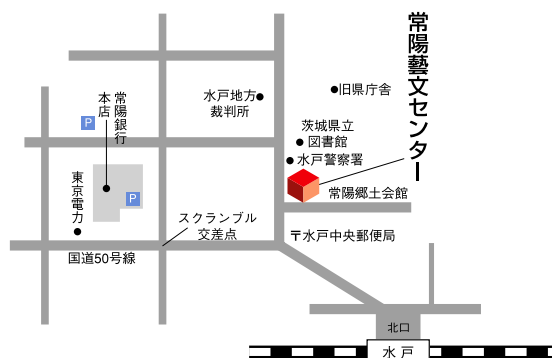 常陽藝文センター
旧県庁舎
水戸地方
裁判所
茨城県立
図書館
水戸警察署
常陽郷土会館
常陽銀行
本店
P
P
東京電力
スクランブル
交差点
国道50号線
〒水戸中央郵便局
北口
水戸